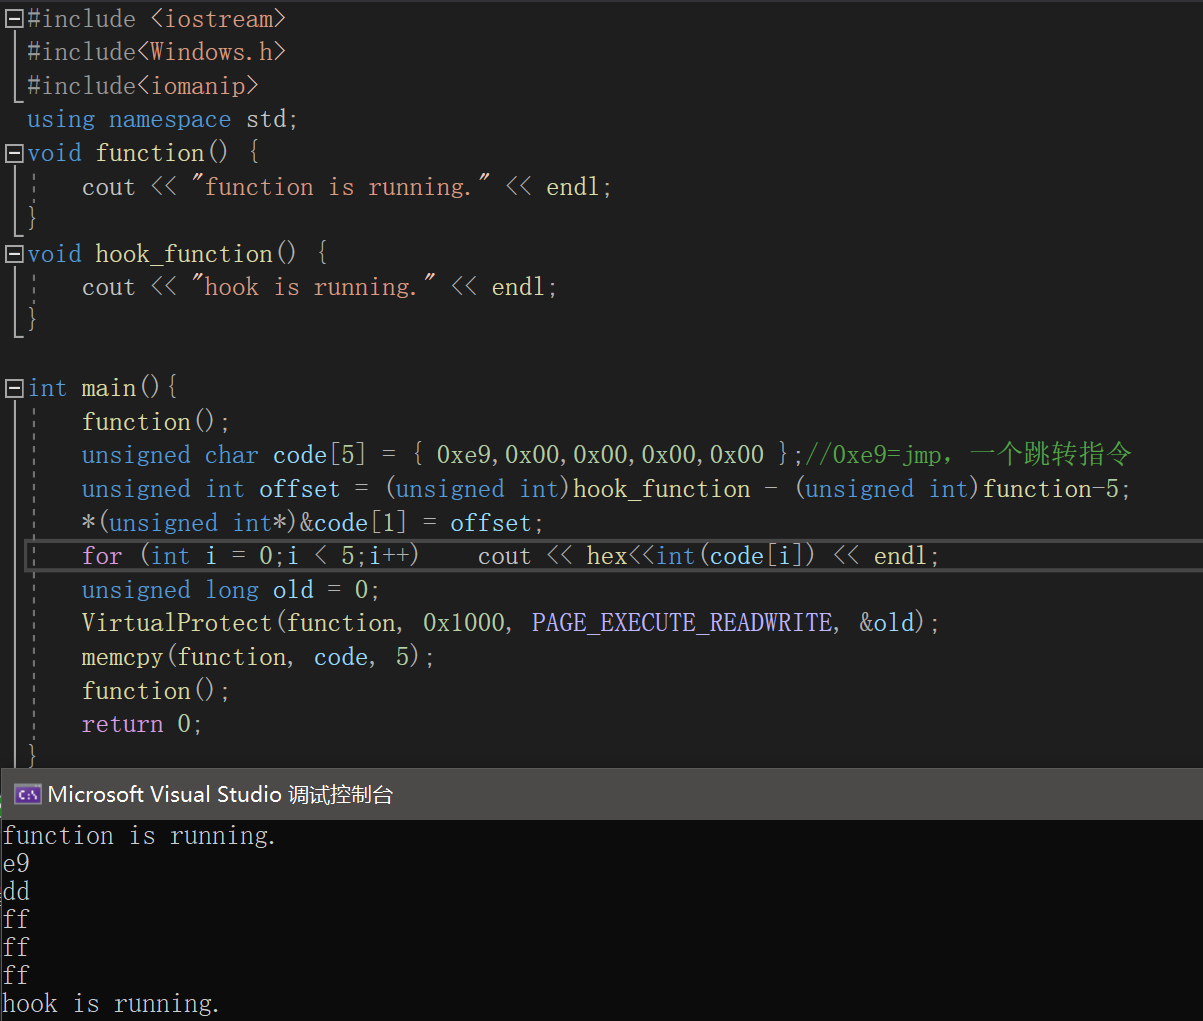 #include <iostream>
#include<Windows.h>
#include<iomanip>
using namespace std;
void function() {
    cout << "function is running." << endl;
}
void hook_function() {
    cout << "hook is running." << endl;
}
int main(){
    function();
    unsigned char code[5] = { 0xe9,0x00,0x00,0x00,0x00 };//0xe9=jmp，一个跳转指令
    unsigned int offset = (unsigned int)hook_function - (unsigned int)function-5;
    *(unsigned int*)&code[1] = offset;
    for (int i = 0;i < 5;i++)    cout << hex<<int(code[i]) << endl;
    unsigned long old = 0;
    VirtualProtect(function, 0x1000, PAGE_EXECUTE_READWRITE, &old);
    memcpy(function, code, 5);
    function();
    return 0;
}
C:\ Microsoft Visual Studio 调试控制台
function is running.
e9
dd
ff
ff
ff
hook is running.